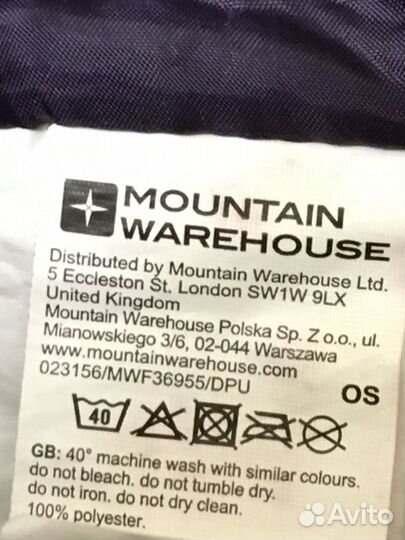 MOUNTAIN
WAREHOUSE
Distributed by Mountain Warehouse Ltd.
5 Eccleston St. London SW1W 9LX
United Kingdom
Mountain Warehouse Polska Sp. Z o.o., ul.
Mianowskiego 3/6, 02-044 Warszawa
www.mountainwarehouse.com
023156/MWF36955/DPU
OS
40
GB: 40° machine wash with similar colours.
do not bleach. do not tumble dry.
do not iron. do not dry clean.
100% polyester.
Avito